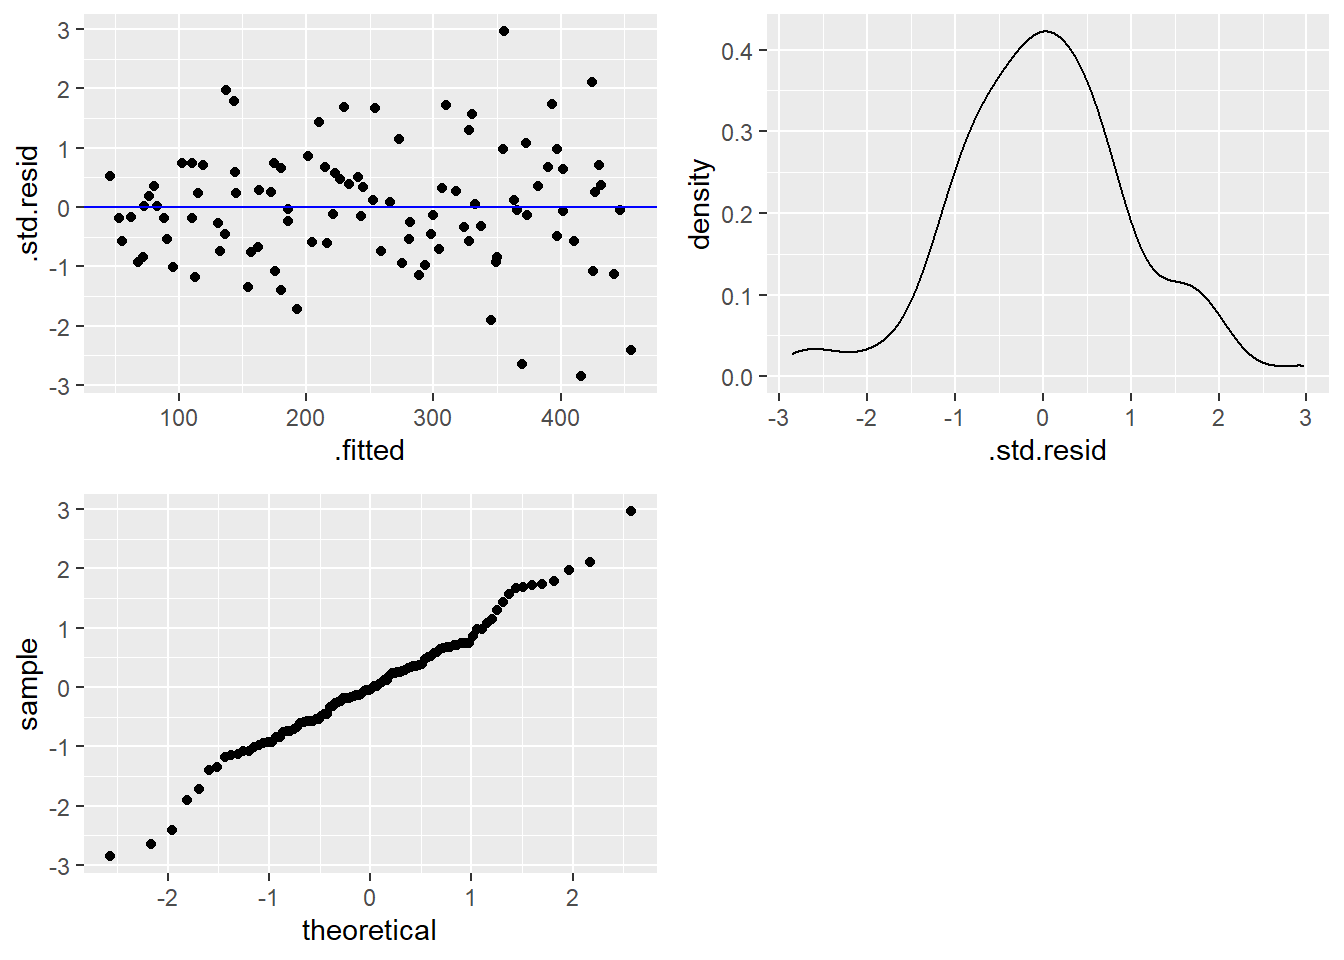 3
2
1
0
-1
-2
-3
.std.resid
100 200 300 400
.fitted
0.4
0.3
0.2
0.1
0.0
density
-3 -2 -1 0 1 2 3
.std.resid
3
2
1
0
-1
-2
-3
sample
-2 -1 0 1 2
theoretical